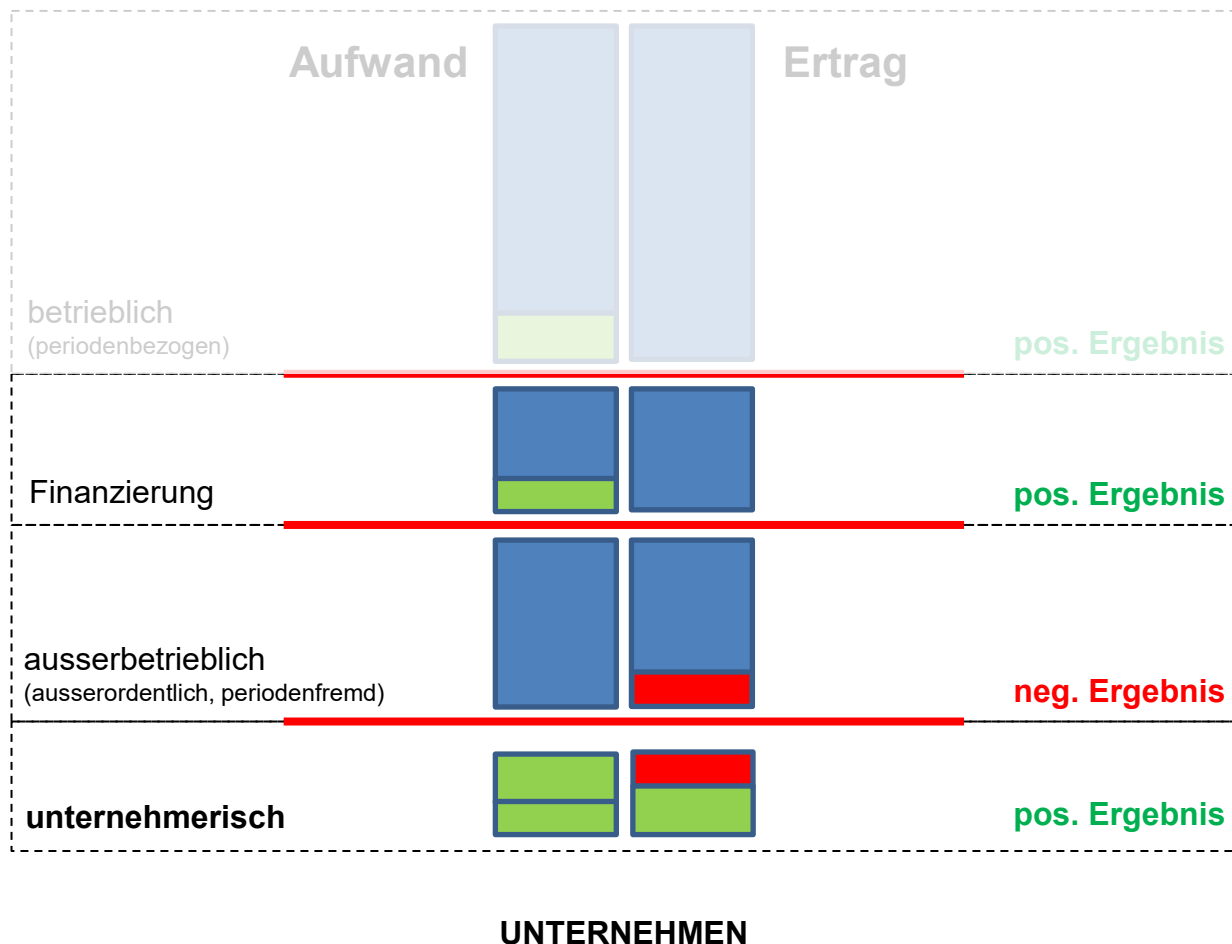 Aufwand
Ertrag
betrieblich
(periodenbezogen)
pos. Ergebnis
Finanzierung
pos. Ergebnis
ausserbetrieblich
(ausserordentlich, periodenfremd)
neg. Ergebnis
unternehmerisch
pos. Ergebnis
UNTERNEHMEN